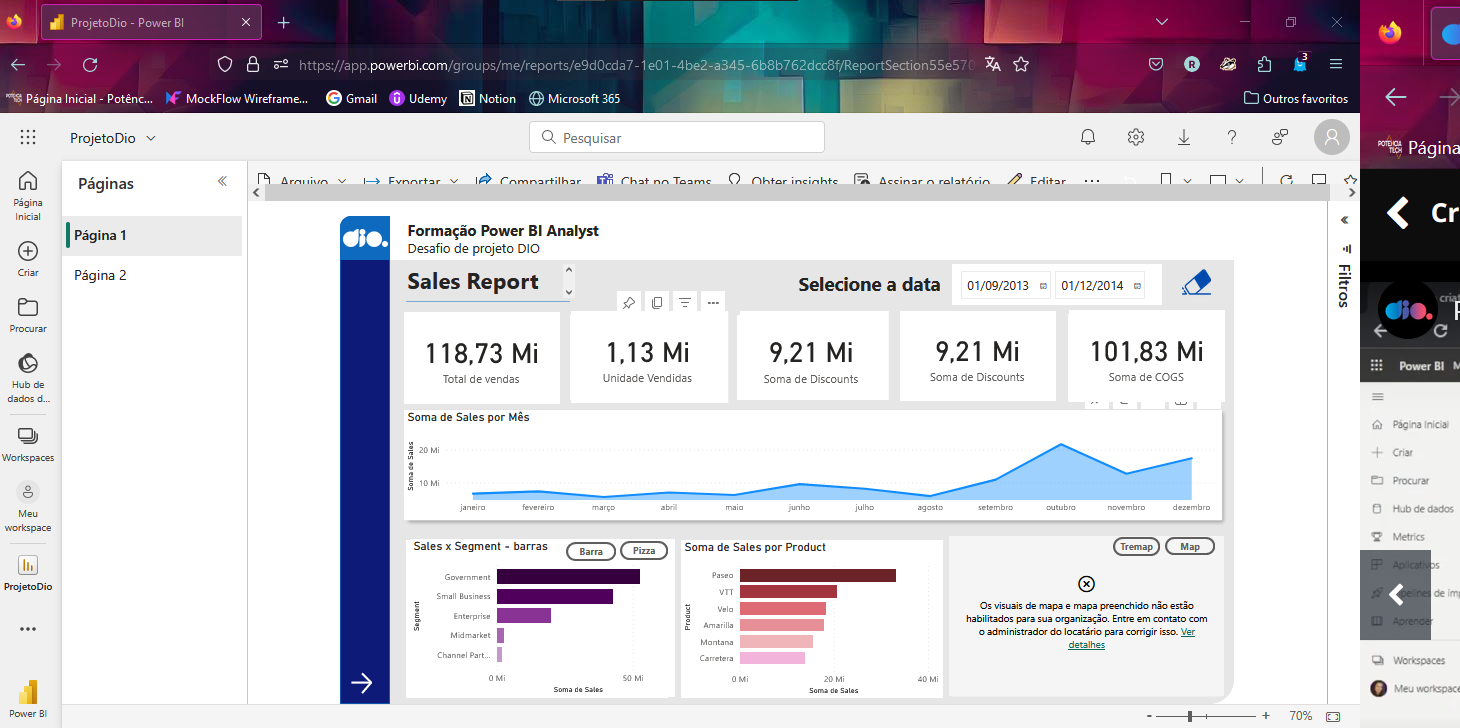 ProjetoDio - Power BI
https://app.powerbi.com/groups/me/reports/e9d0cda7-1e01-4be2-a345-6b8b762dcc8f/ReportSection55e570
R
3
Página Inicial - Potênc...
MockFlow Wireframe...
Gmail
Udemy
Notion
Microsoft 365
Outros favoritos
ProjetoDio
Pesquisar
Página Inicial
Criar
Procurar
Hub de dados d...
Workspaces
Meu workspace
ProjetoDio
Power BI
Páginas
Página 1
Página 2
Arquivo
Exportar
Compartilhar
Chat no Teams
Obter insights
Assinar o relatório
Editar
Filtros
dio.
Formação Power BI Analyst
Desafio de projeto DIO
Sales Report
Selecione a data
01/09/2013
01/12/2014
118,73 Mi
Total de vendas
1,13 Mi
Unidade Vendidas
9,21 Mi
Soma de Discounts
9,21 Mi
Soma de Discounts
101,83 Mi
Soma de COGS
Soma de Sales por Mês
Soma de Sales
20 Mi
10 Mi
janeiro fevereiro março abril maio junho julho agosto setembro outubro novembro dezembro
Sales x Segment - barras
Barra
Pizza
Segment
Government
Small Business
Enterprise
Midmarket
Channel Part...
0 Mi 50 Mi
Soma de Sales
Soma de Sales por Product
Product
Paseo
VTT
Velo
Amarilla
Montana
Carretera
0 Mi 20 Mi 40 Mi
Soma de Sales
Tremap
Map
Os visuais de mapa e mapa preenchido não estão
habilitados para sua organização. Entre em contato com
o administrador do locatário para corrigir isso. Ver
detalhes
- + 70%
POTÊNCIA TECH
Página
Cr
dio.
Power BI M
Página Inicial
Criar
Procurar
Hub de dados
Metrics
Aplicativos
Pipelines de im
Aprender
Workspaces
Meu workspace